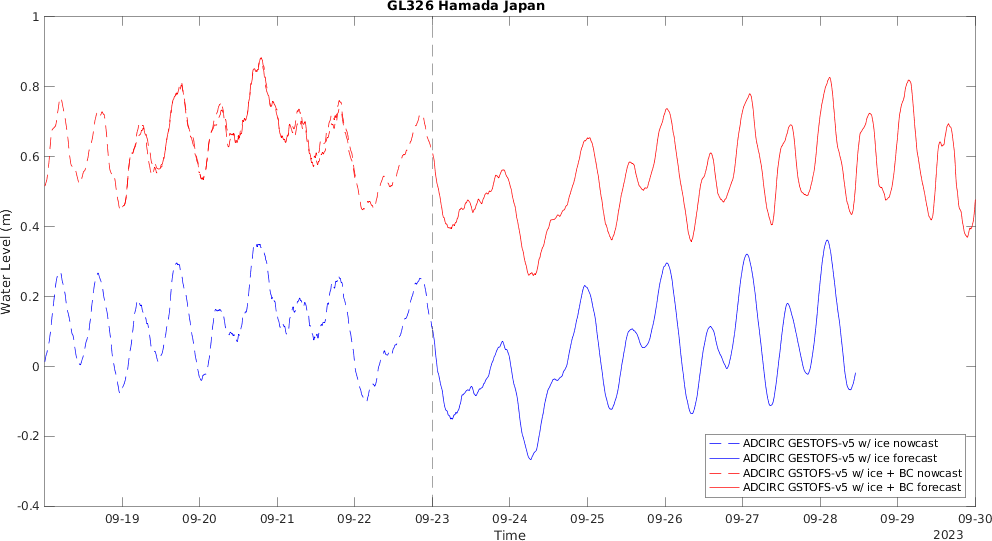 GL326 Hamada Japan
1
0.8
0.6
0.4
0.2
0
-0.2
-0.4
Water Level (m)
09-19 09-20 09-21 09-22 09-23 09-24 09-25 09-26 09-27 09-28 09-29 09-30
Time
2023
ADCIRC GESTOFS-v5 w/ ice nowcast
ADCIRC GESTOFS-v5 w/ ice forecast
ADCIRC GSTOFS-v5 w/ ice + BC nowcast
ADCIRC GSTOFS-v5 w/ ice + BC forecast